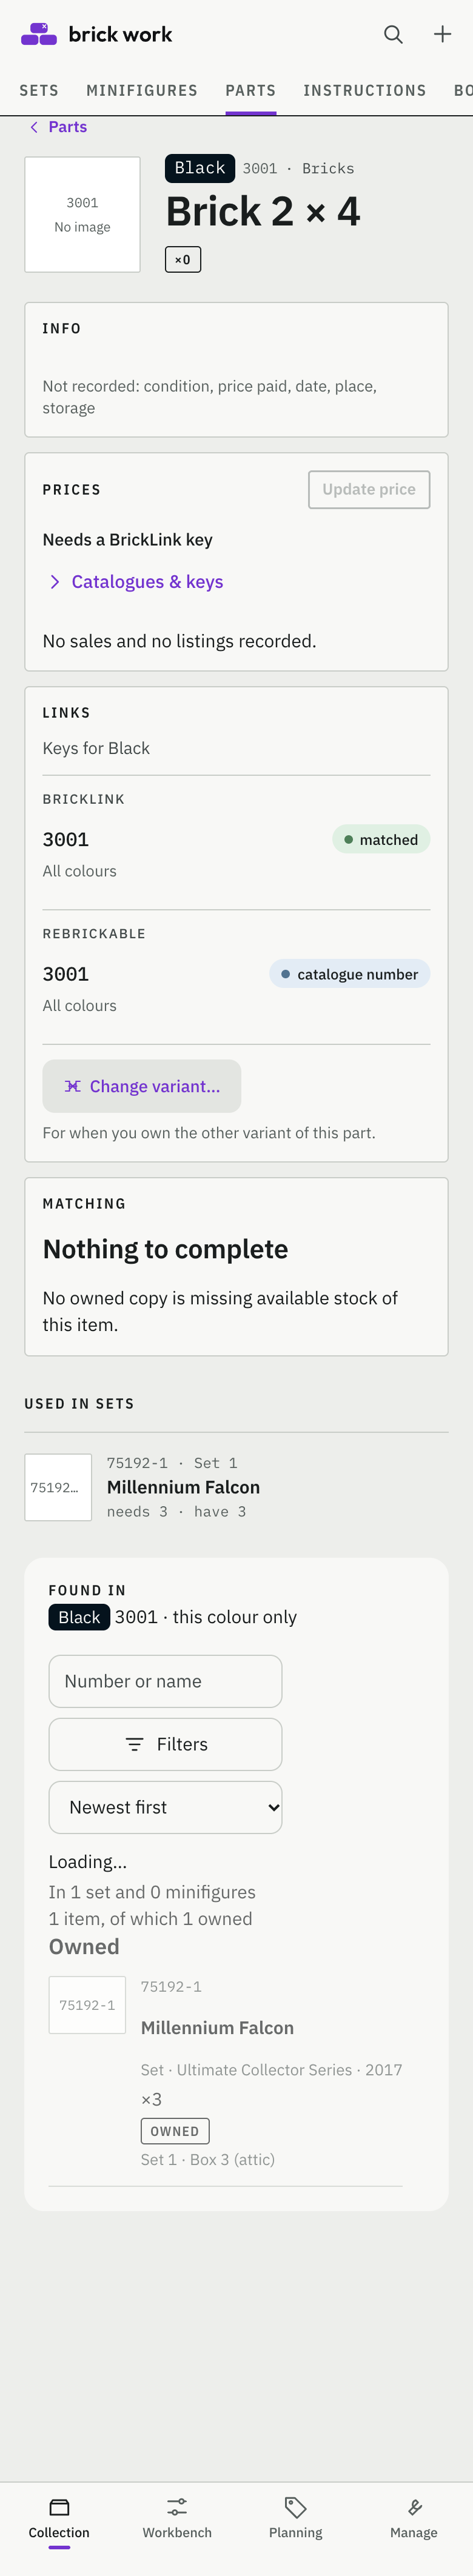 brick work
SETS MINIFIGURES PARTS INSTRUCTIONS BO
Parts
3001
No image
Black 3001 · Bricks
Brick 2 × 4
×0
INFO
Not recorded: condition, price paid, date, place,
storage
PRICES
Update price
Needs a BrickLink key
Catalogues & keys
No sales and no listings recorded.
LINKS
Keys for Black
BRICKLINK
3001
matched
All colours
REBRICKABLE
3001
catalogue number
All colours
Change variant...
For when you own the other variant of this part.
MATCHING
Nothing to complete
No owned copy is missing available stock of
this item.
USED IN SETS
75192...
75192-1 · Set 1
Millennium Falcon
needs 3 · have 3
FOUND IN
Black 3001 · this colour only
Number or name
Filters
Newest first
Loading...
In 1 set and 0 minifigures
1 item, of which 1 owned
Owned
75192-1
75192-1
Millennium Falcon
Set · Ultimate Collector Series · 2017
×3
OWNED
Set 1 · Box 3 (attic)
Collection Workbench Planning Manage